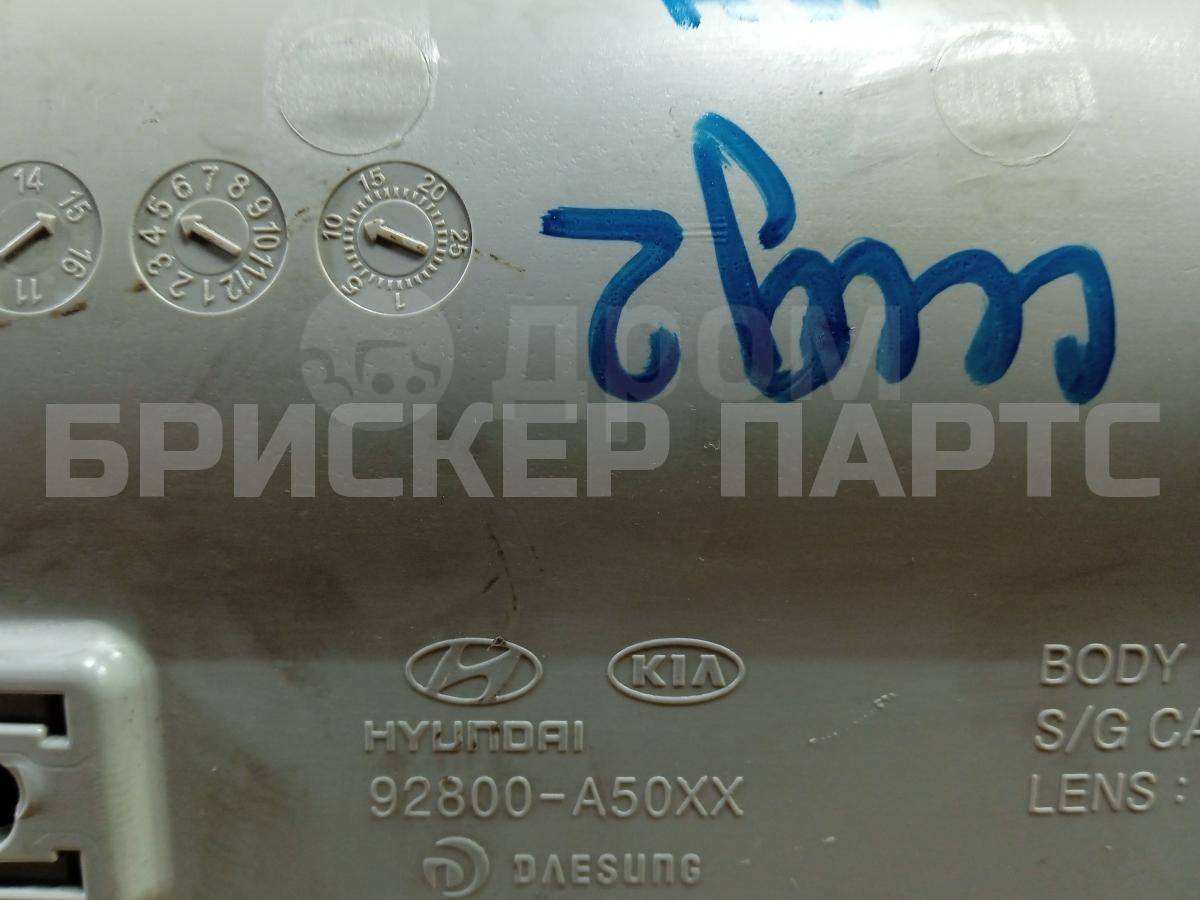 14 15 16 11
1 2 3 4 5 6 7 8 9 10 11 12
1 5 10 15 20 25
ДРОМ
БРИСКЕР ПАРТС
KIA
HYUNDAI
92800-A50XX
DAESUNG
BODY
S/G CA
LENS :